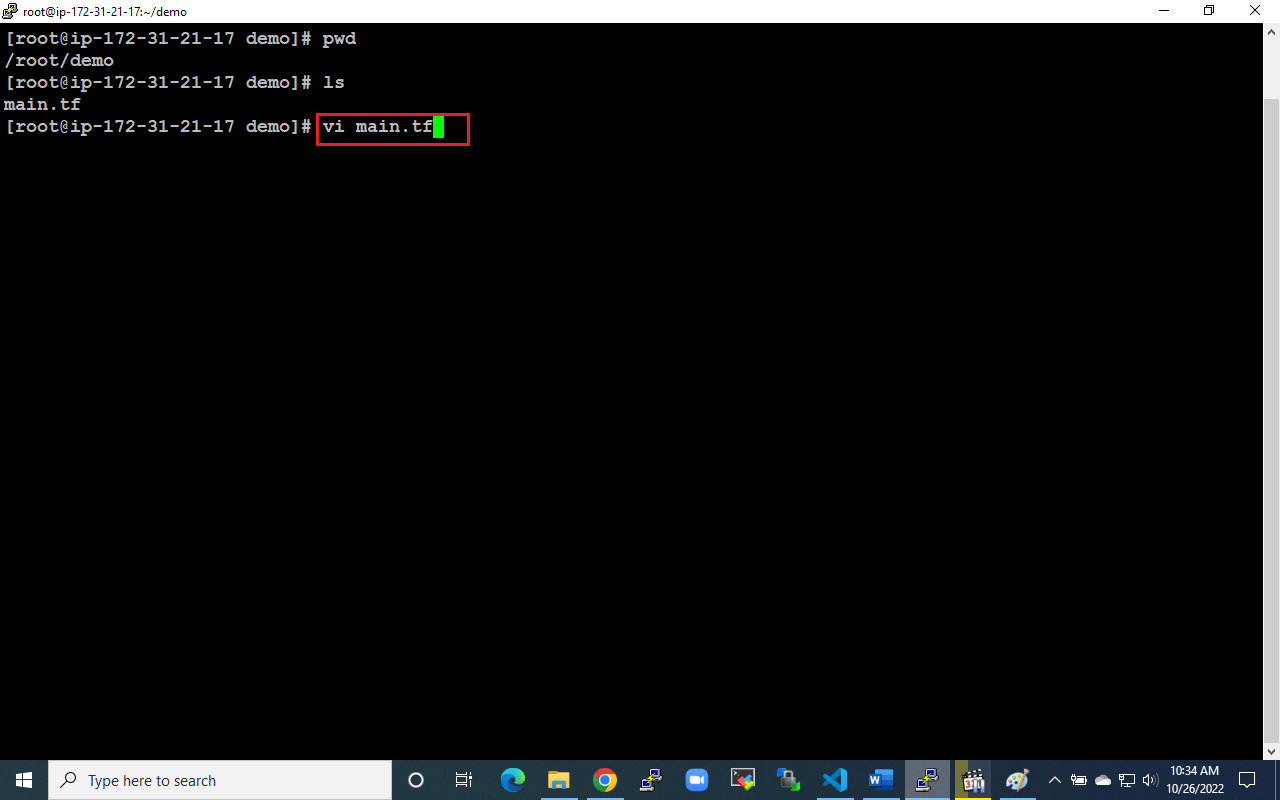 root@ip-172-31-21-17:~/demo
[root@ip-172-31-21-17 demo]# pwd
/root/demo
[root@ip-172-31-21-17 demo]# ls
main.tf
[root@ip-172-31-21-17 demo]# vi main.tf
Type here to search
10:34 AM
10/26/2022